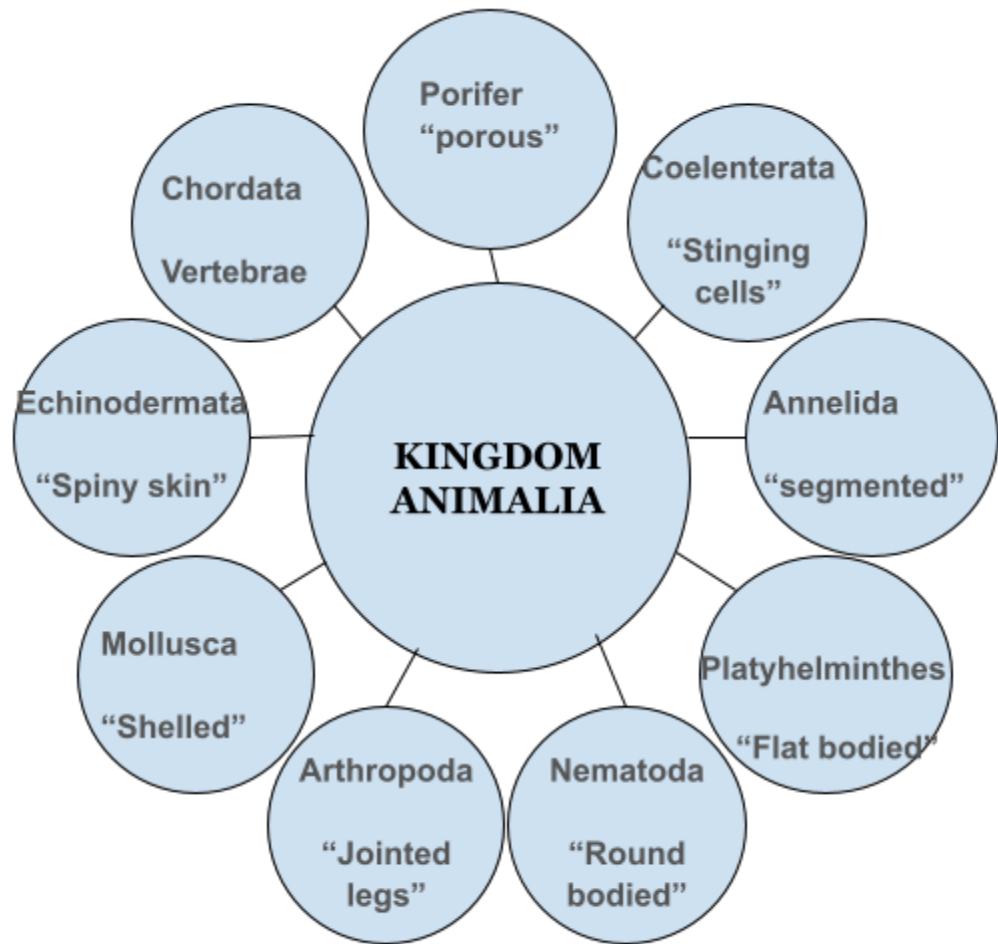 Porifer
“porous”
Coelenterata
“Stinging
cells”
Annelida
“segmented”
Platyhelminthes
“Flat bodied”
Nematoda
“Round
bodied”
Arthropoda
“Jointed
legs”
Mollusca
“Shelled”
Echinodermata
“Spiny skin”
Chordata
Vertebrae
KINGDOM
ANIMALIA